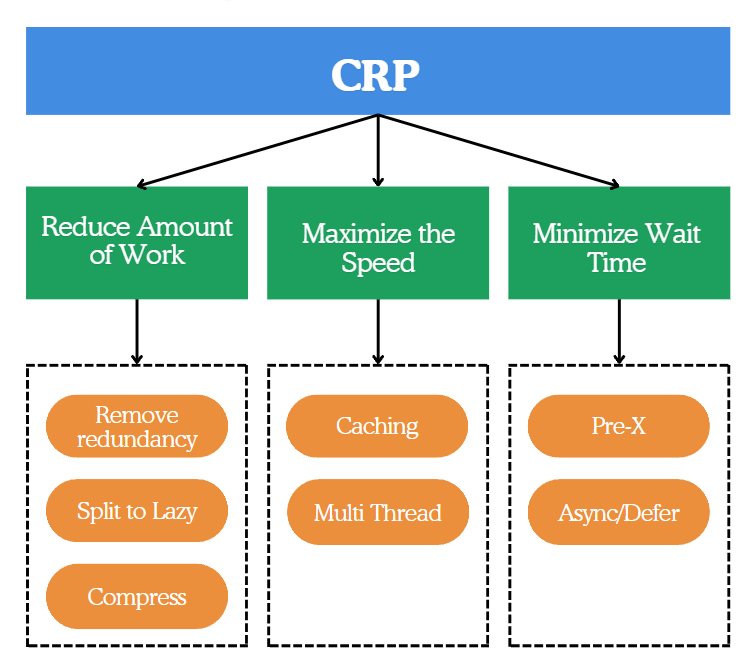 CRP
Reduce Amount
of Work
Maximize the
Speed
Minimize Wait
Time
Remove
redundancy
Split to Lazy
Compress
Caching
Multi Thread
Pre-X
Async/Defer